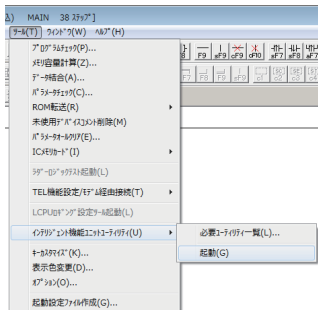 MAIN 38 ｽﾃｯﾌﾟ]
ﾂｰﾙ(T) ｳｨﾝﾄﾞｳ(W) ﾍﾙﾌﾟ(H)
ﾌﾟﾛｸﾞﾗﾑﾁｪｯｸ(P)...
ﾒﾓﾘ容量計算(Z)...
ﾃﾞｰﾀ結合(A)...
ﾊﾟﾗﾒｰﾀﾁｪｯｸ(C)...
ROM転送(R)
未使用ﾃﾞﾊﾞｲｽｺﾒﾝﾄ削除(M)
ﾊﾟﾗﾒｰﾀｵｰﾙｸﾘｱ(E)...
ICﾒﾓﾘｶｰﾄﾞ(I)
ﾗﾀﾞｰﾛｼﾞｯｸﾃｽﾄ起動(L)
TEL機能設定/ﾓﾃﾞﾑ経由接続(T)
LCPUﾛｷﾞﾝｸﾞ設定ﾂｰﾙ起動(L)
ｲﾝﾃﾘｼﾞｪﾝﾄ機能ﾕﾆｯﾄﾕｰﾃｨﾘﾃｨ(U)
必要ﾕｰﾃｨﾘﾃｨ一覧(L)...
起動(G)
ｷｰｶｽﾀﾏｲｽﾞ(K)...
表示色変更(D)...
ｵﾌﾟｼｮﾝ(O)...
起動設定ﾌｧｲﾙ作成(G)...
F9 sF9 cF9 cF10 sF7 sF8
F7 F8 F9